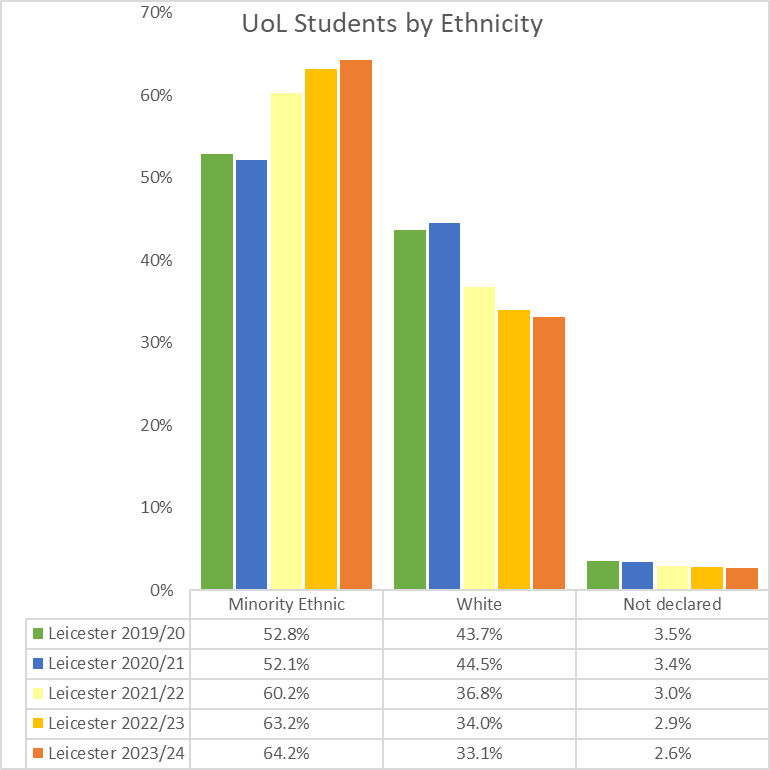 UoL Students by Ethnicity
70%
60%
50%
40%
30%
20%
10%
0%
Minority Ethnic White Not declared
Leicester 2019/20 52.8% 43.7% 3.5%
Leicester 2020/21 52.1% 44.5% 3.4%
Leicester 2021/22 60.2% 36.8% 3.0%
Leicester 2022/23 63.2% 34.0% 2.9%
Leicester 2023/24 64.2% 33.1% 2.6%